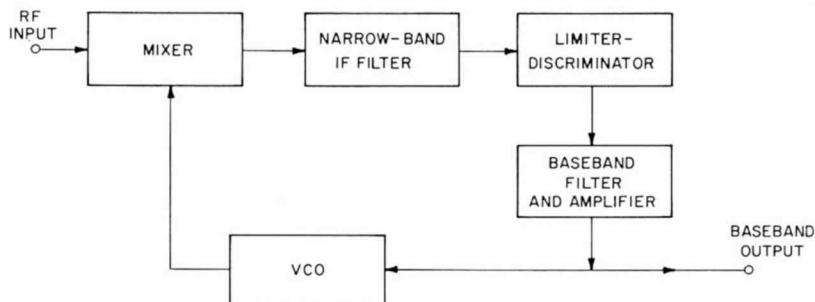 RF
INPUT
MIXER
NARROW-BAND
IF FILTER
LIMITER-
DISCRIMINATOR
BASEBAND
FILTER
AND AMPLIFIER
BASEBAND
OUTPUT
VCO